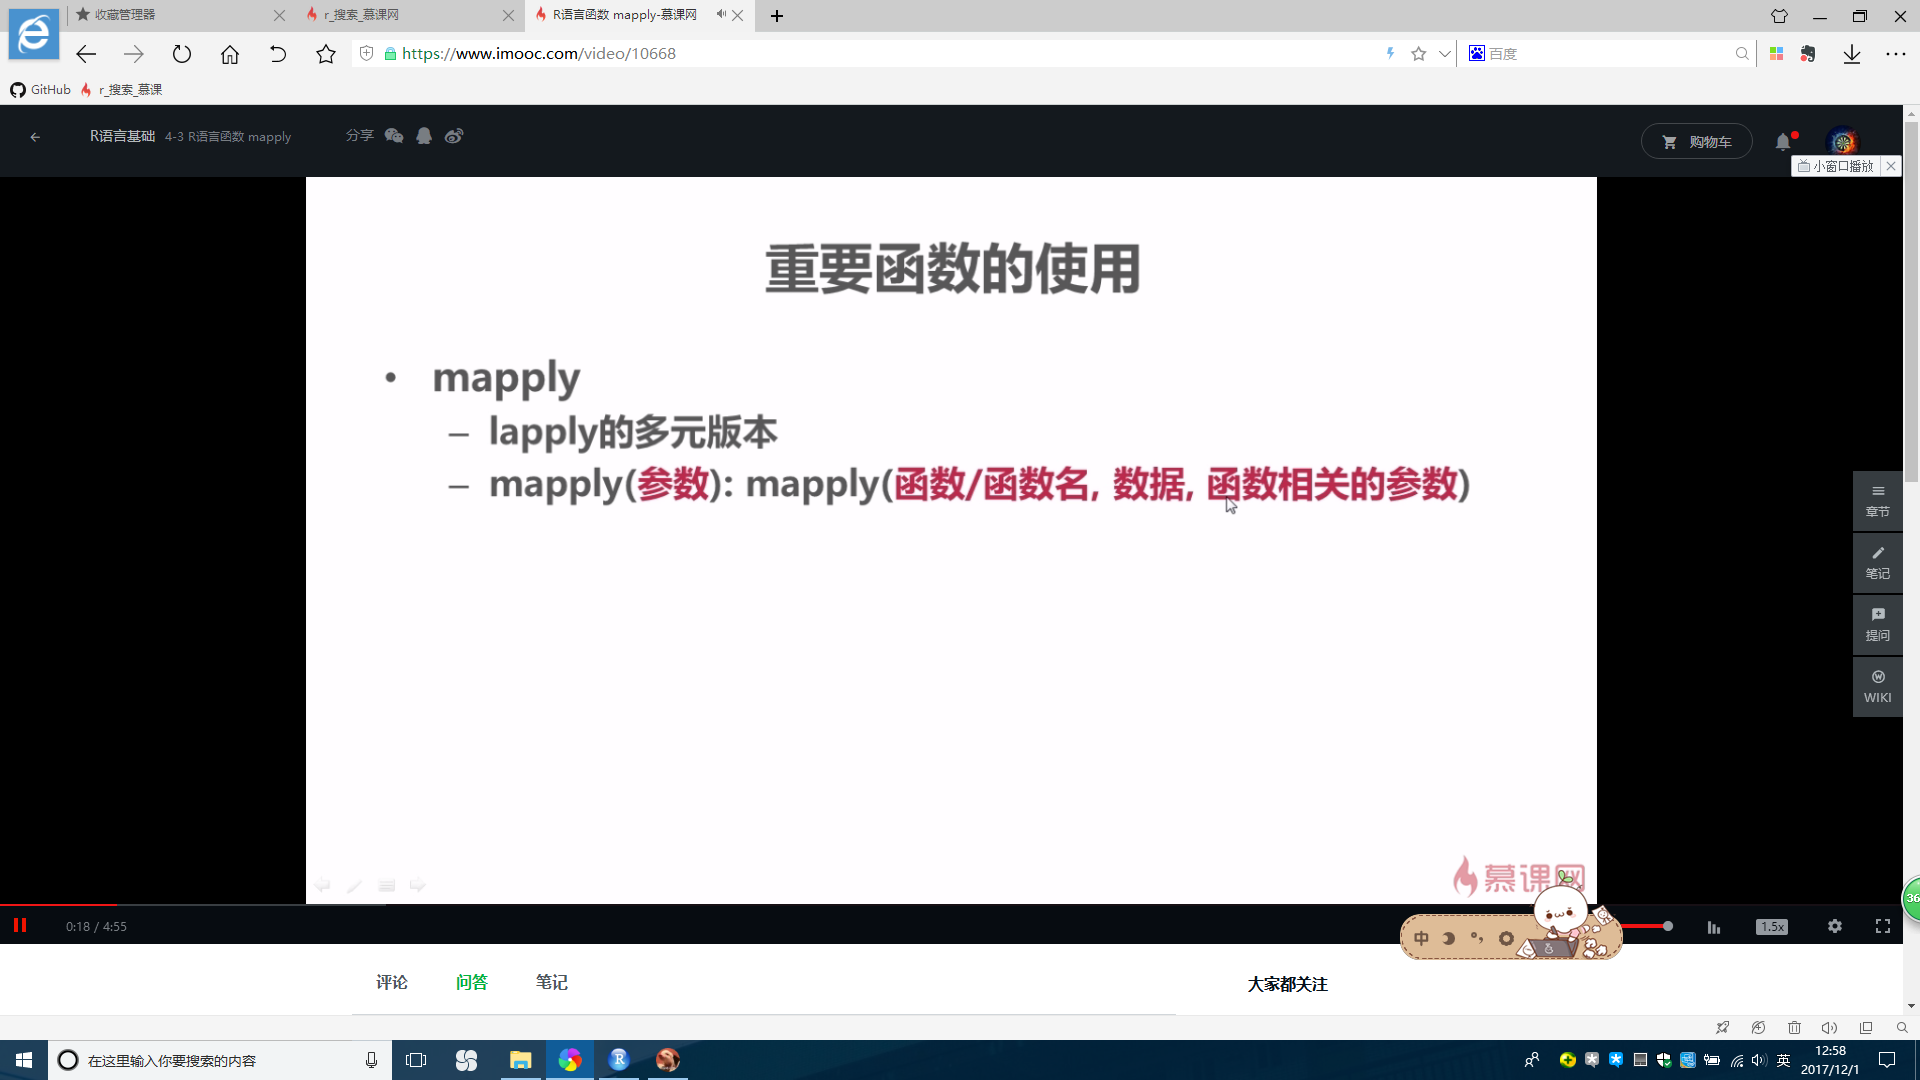 收藏管理器
r_搜索_慕课网
R语言函数 mapply-慕课网
https://www.imooc.com/video/10668
百度
GitHub
r_搜索_慕课
R语言基础 4-3 R语言函数 mapply
分享
购物车
小窗口播放
重要函数的使用
• mapply
– lapply的多元版本
– mapply(参数): mapply(函数/函数名, 数据, 函数相关的参数)
章节
笔记
提问
WIKI
慕课网
36
0:18 / 4:55
中
1.5x
评论 问答 笔记
大家都关注
在这里输入你要搜索的内容
英
12:58
2017/12/1